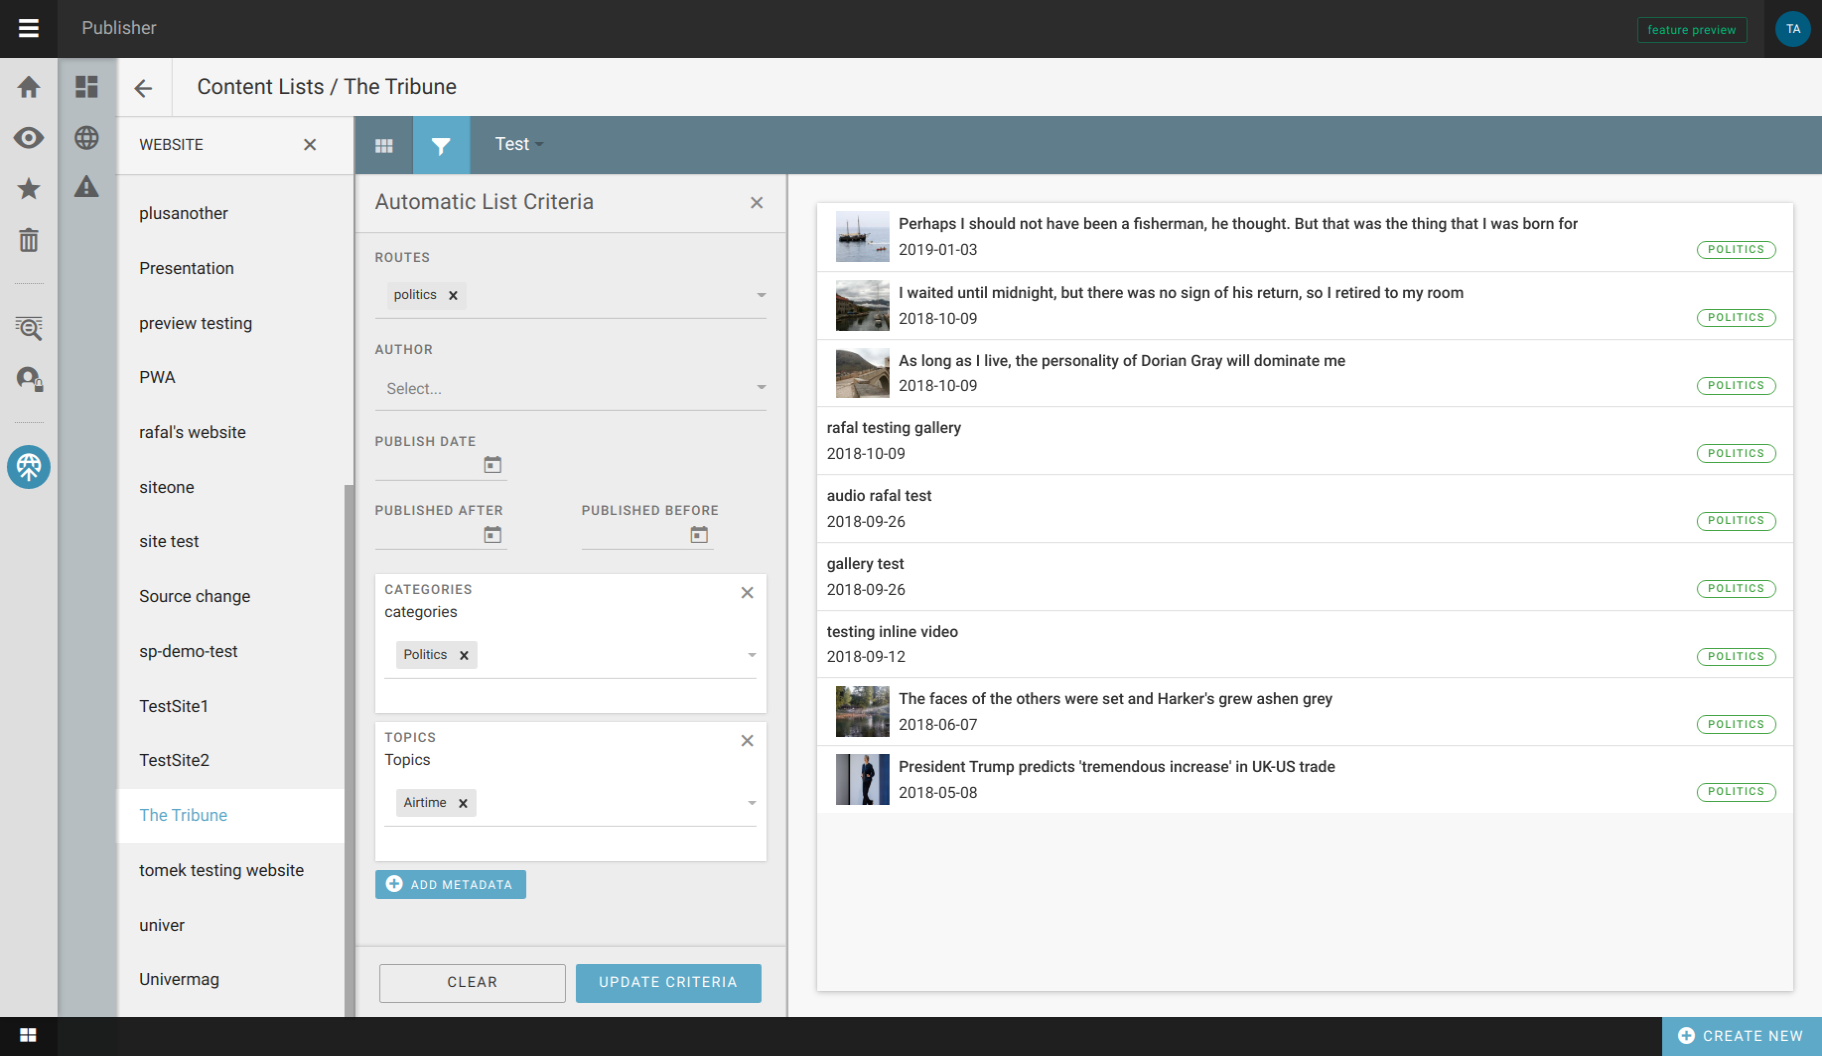 Publisher
feature preview
TA
Content Lists / The Tribune
WEBSITE
Test
plusanother
Presentation
preview testing
PWA
rafal's website
siteone
site test
Source change
sp-demo-test
TestSite1
TestSite2
The Tribune
tomek testing website
univer
Univermag
Automatic List Criteria
ROUTES
politics
AUTHOR
Select...
PUBLISH DATE
PUBLISHED AFTER
PUBLISHED BEFORE
CATEGORIES
categories
Politics
TOPICS
Topics
Airtime
ADD METADATA
CLEAR
UPDATE CRITERIA
Perhaps I should not have been a fisherman, he thought. But that was the thing that I was born for
2019-01-03
POLITICS
I waited until midnight, but there was no sign of his return, so I retired to my room
2018-10-09
POLITICS
As long as I live, the personality of Dorian Gray will dominate me
2018-10-09
POLITICS
rafal testing gallery
2018-10-09
POLITICS
audio rafal test
2018-09-26
POLITICS
gallery test
2018-09-26
POLITICS
testing inline video
2018-09-12
POLITICS
The faces of the others were set and Harker's grew ashen grey
2018-06-07
POLITICS
President Trump predicts 'tremendous increase' in UK-US trade
2018-05-08
POLITICS
CREATE NEW